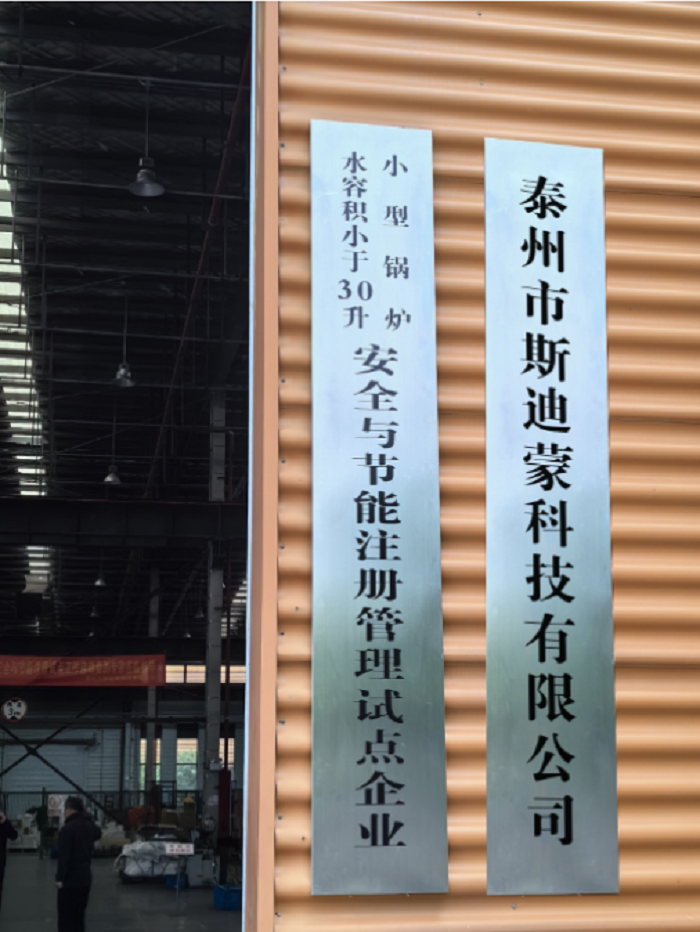 泰州市斯迪蒙科技有限公司
小型锅炉
水容积小于30升
安全与节能注册管理试点企业